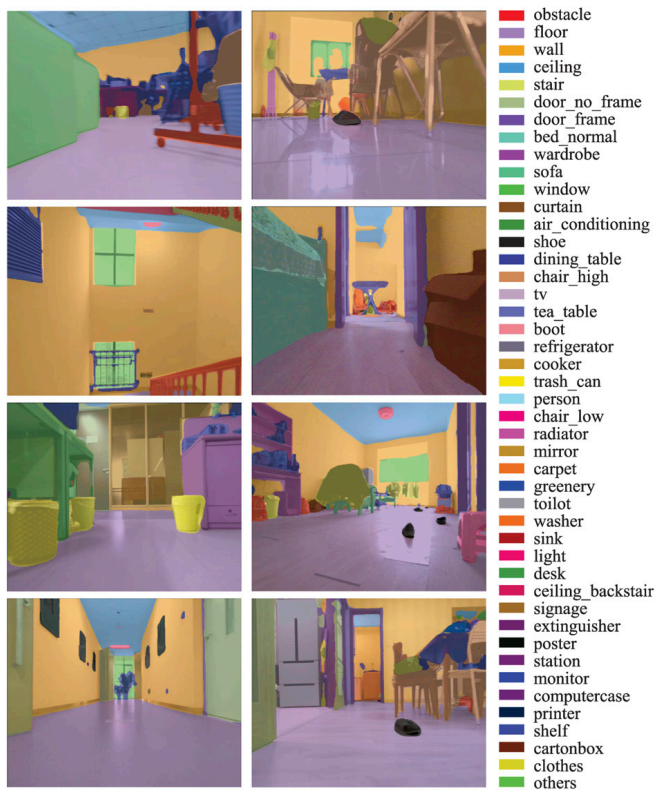 obstacle
floor
wall
ceiling
stair
door_no_frame
door_frame
bed_normal
wardrobe
sofa
window
curtain
air_conditioning
shoe
dining_table
chair_high
tv
tea_table
boot
refrigerator
cooker
trash_can
person
chair_low
radiator
mirror
carpet
greenery
toilot
washer
sink
light
desk
ceiling_backstair
signage
extinguisher
poster
station
monitor
computercase
printer
shelf
cartonbox
clothes
others